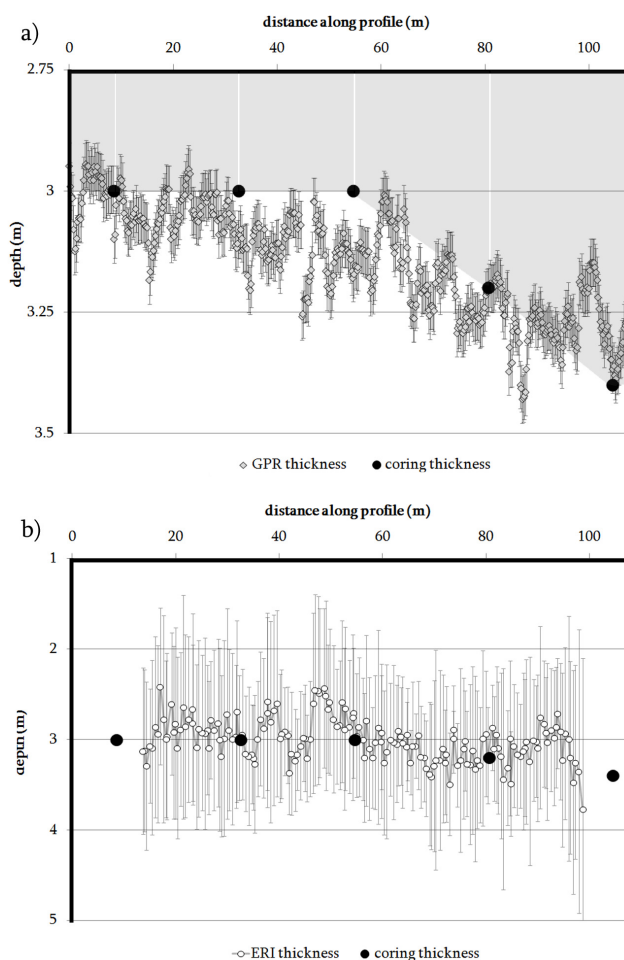 a)
distance along profile (m)
0 20 40 60 80 100
2.75
3
3.25
3.5
depth (m)
GPR thickness coring thickness
b)
distance along profile (m)
0 20 40 60 80 100
1
2
3
4
5
depth (m)
ERI thickness coring thickness